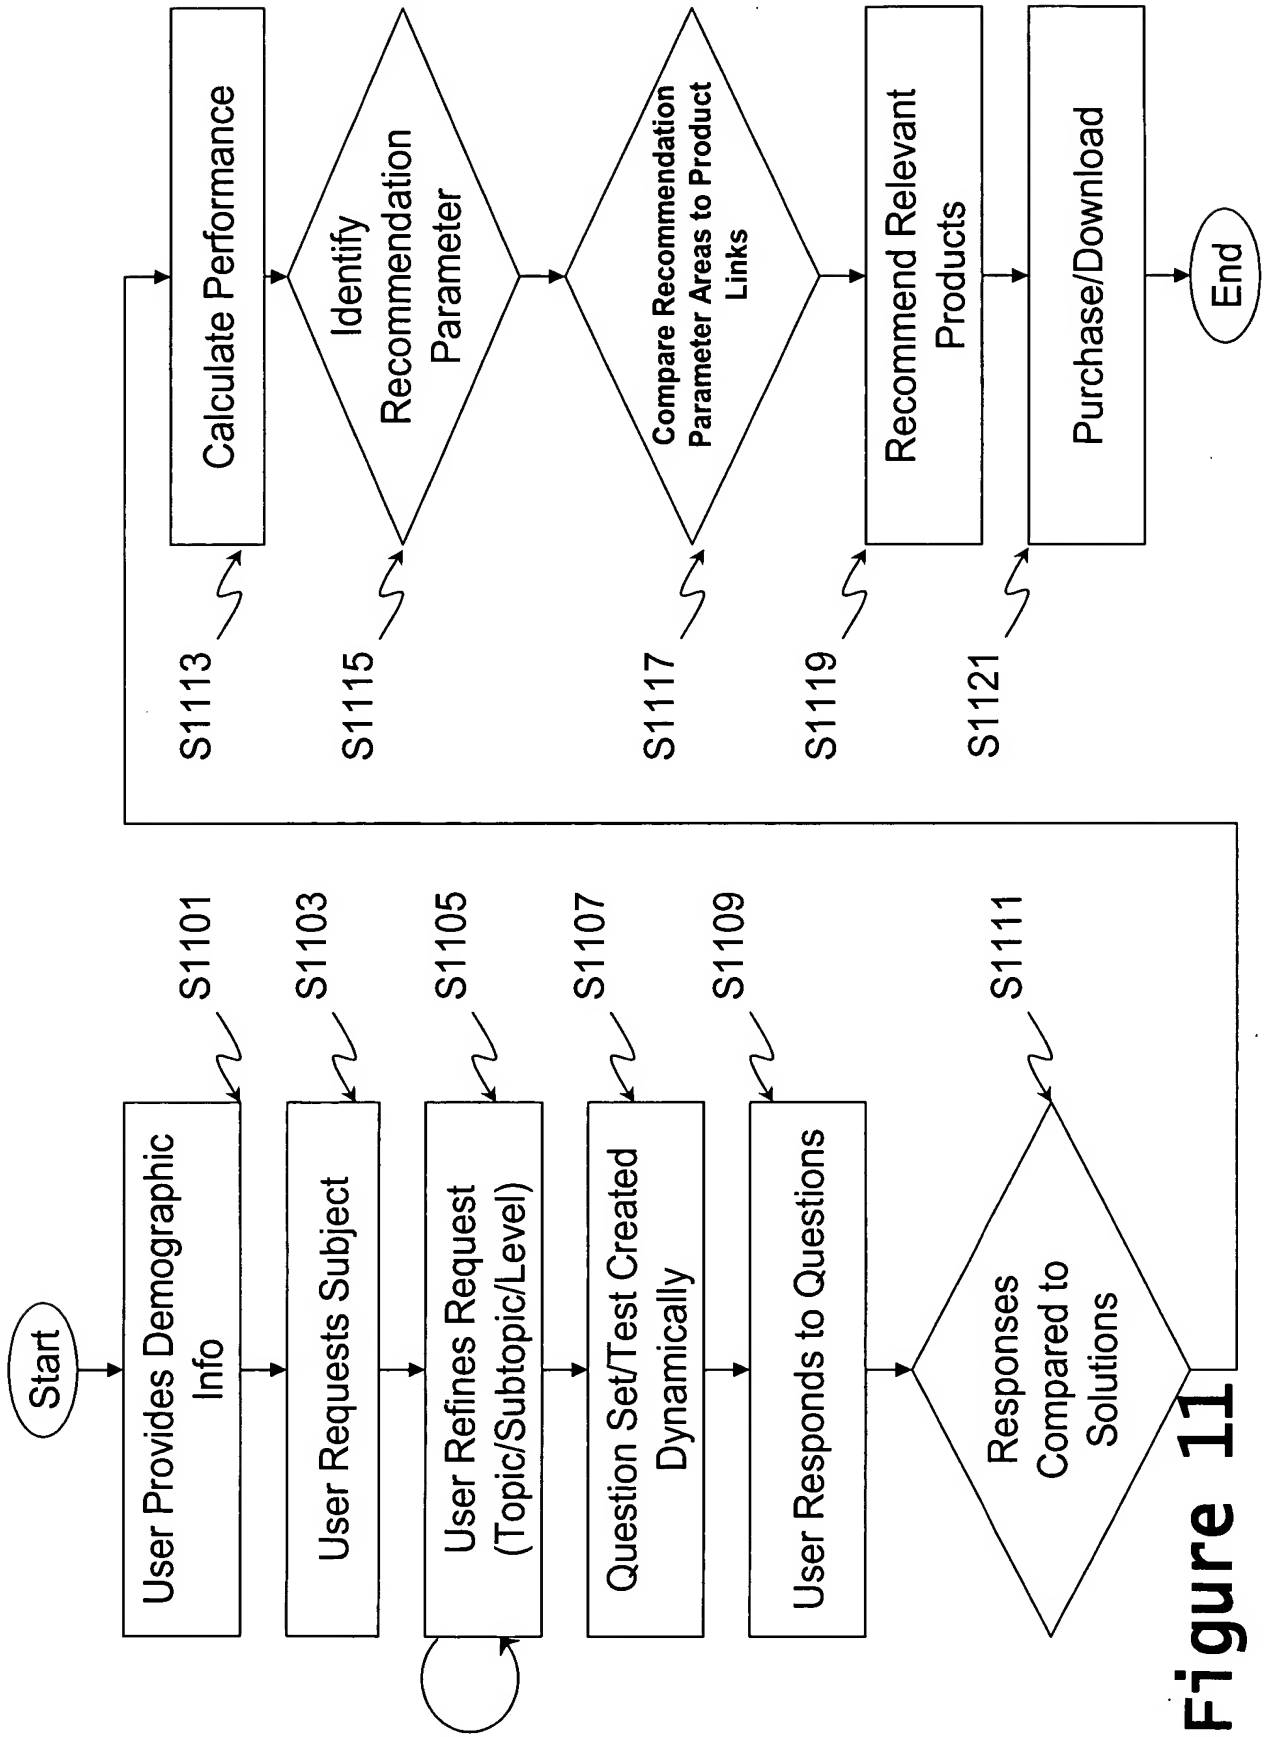 Start
User Provides Demographic
Info
S1101
User Requests Subject
S1103
User Refines Request
(Topic/Subtopic/Level)
S1105
Question Set/Test Created
Dynamically
S1107
User Responds to Questions
S1109
Responses
Compared to
Solutions
S1111
Calculate Performance
S1113
Identify
Recommendation
Parameter
S1115
Compare Recommendation
Parameter Areas to Product
Links
S1117
Recommend Relevant
Products
S1119
Purchase/Download
S1121
End
Figure 11